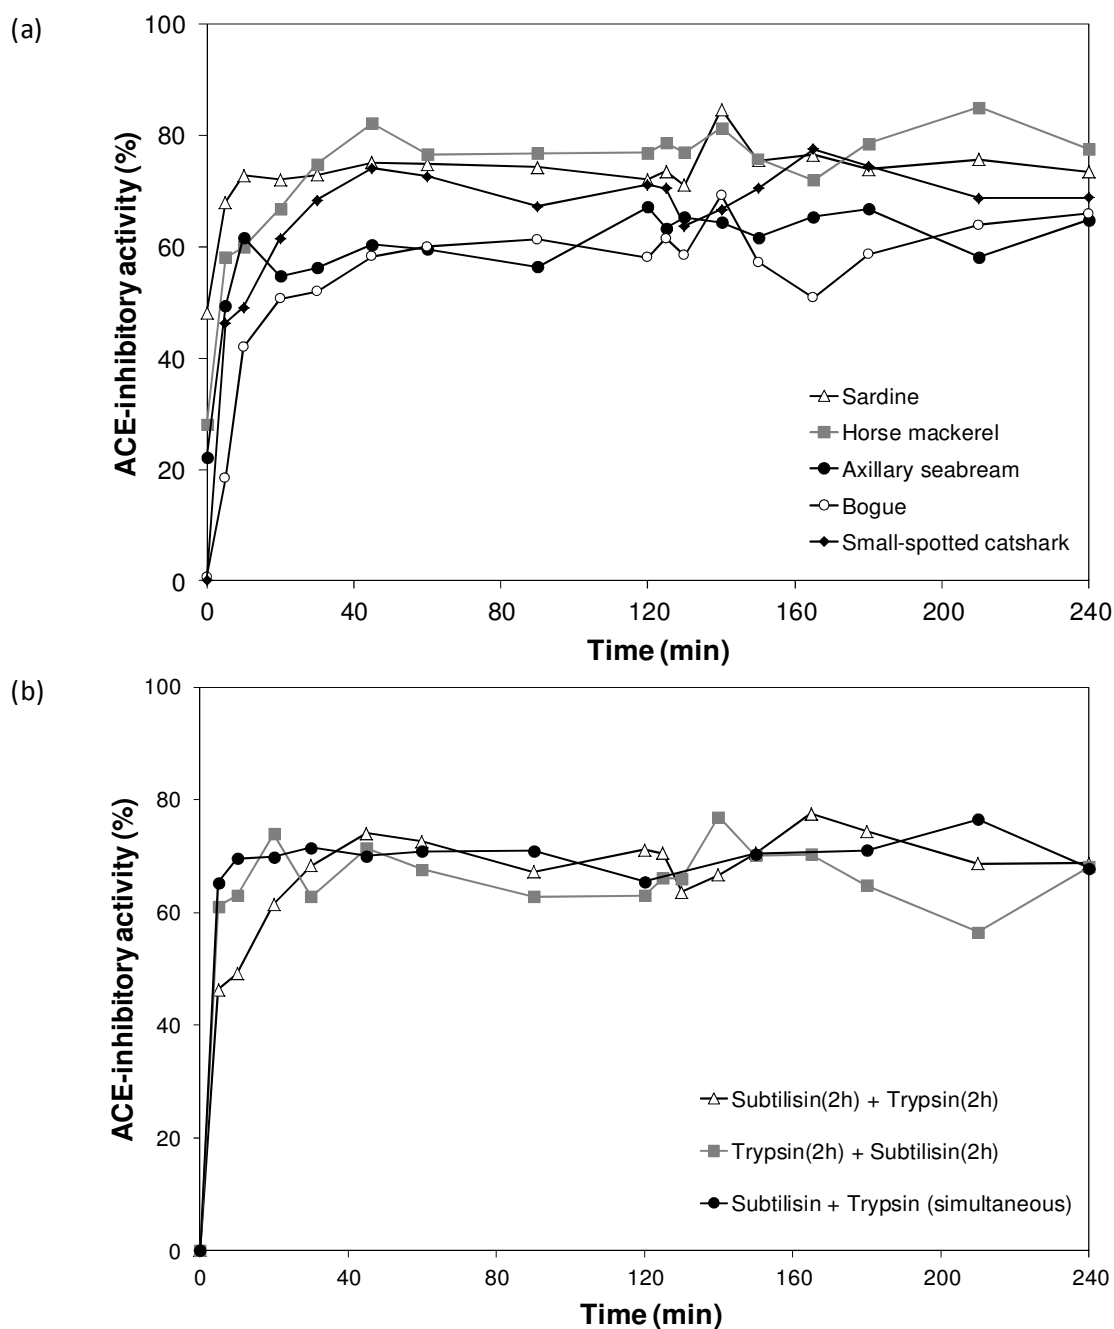 (a)
100
80
60
40
20
0
ACE-inhibitory activity (%)
Sardine
Horse mackerel
Axillary seabream
Bogue
Small-spotted catshark
0 40 80 120 160 200 240
Time (min)
(b)
100
80
60
40
20
0
ACE-inhibitory activity (%)
Subtilisin(2h) + Trypsin(2h)
Trypsin(2h) + Subtilisin(2h)
Subtilisin + Trypsin (simultaneous)
0 40 80 120 160 200 240
Time (min)